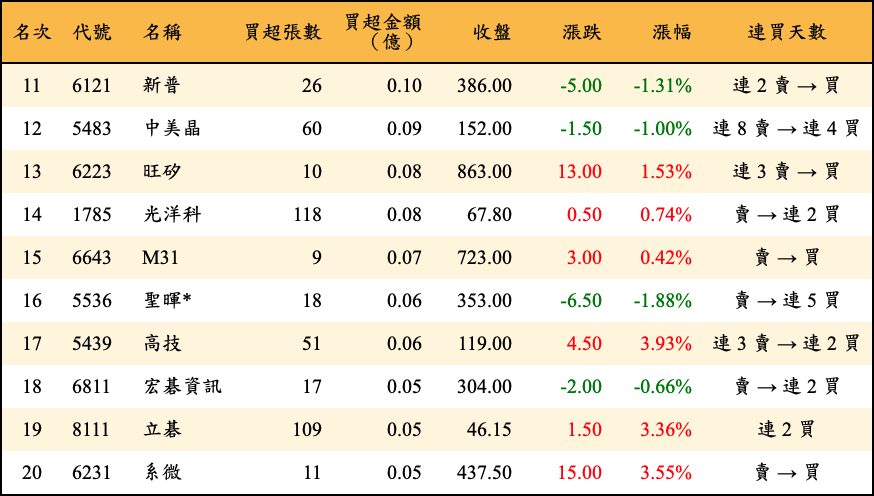 名次 代號 名稱 買超張數 買超金額（億） 收盤 漲跌 漲幅 連買天數
11 6121 新普 26 0.10 386.00 -5.00 -1.31% 連 2 賣 → 買
12 5483 中美晶 60 0.09 152.00 -1.50 -1.00% 連 8 賣 → 連 4 買
13 6223 旺矽 10 0.08 863.00 13.00 1.53% 連 3 賣 → 買
14 1785 光洋科 118 0.08 67.80 0.50 0.74% 賣 → 連 2 買
15 6643 M31 9 0.07 723.00 3.00 0.42% 賣 → 買
16 5536 聖暉* 18 0.06 353.00 -6.50 -1.88% 賣 → 連 5 買
17 5439 高技 51 0.06 119.00 4.50 3.93% 連 3 賣 → 連 2 買
18 6811 宏碁資訊 17 0.05 304.00 -2.00 -0.66% 賣 → 連 2 買
19 8111 立碁 109 0.05 46.15 1.50 3.36% 連 2 買
20 6231 系微 11 0.05 437.50 15.00 3.55% 賣 → 買